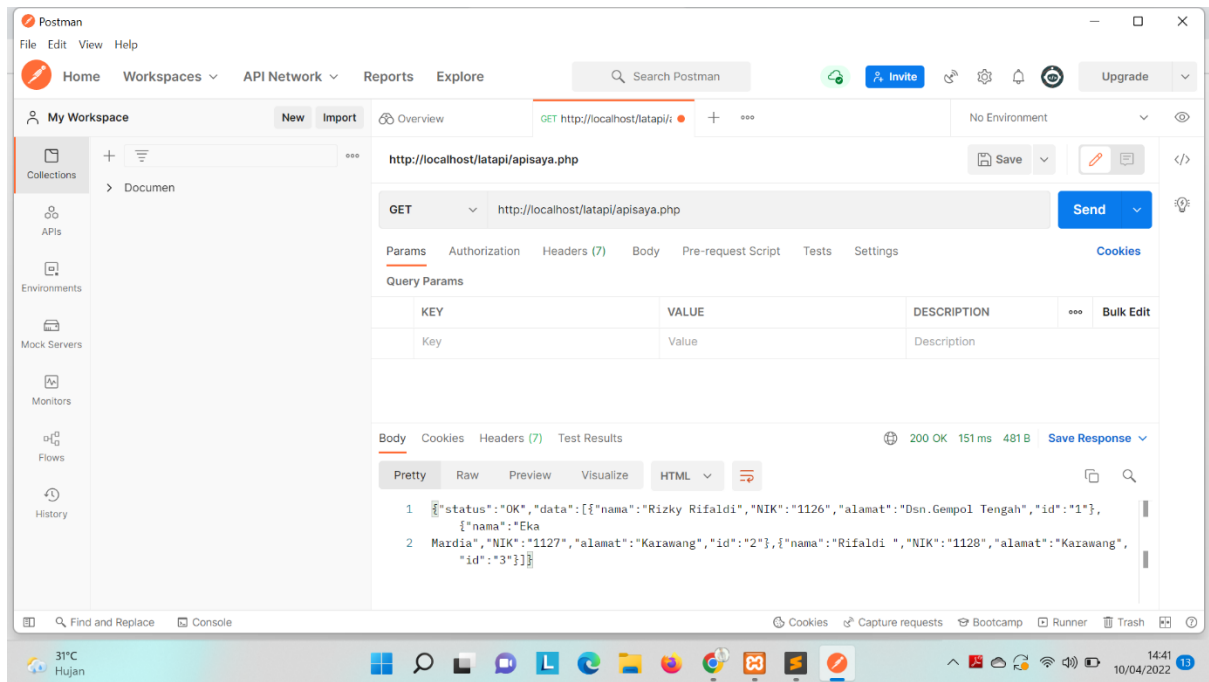 Postman
File Edit View Help
Home Workspaces API Network Reports Explore Search Postman Invite Upgrade
My Workspace New Import Overview GET http://localhost/latapi/a No Environment
Collections
Documen
http://localhost/latapi/apisaya.php Save
APIs
GET http://localhost/latapi/apisaya.php Send
Params Authorization Headers (7) Body Pre-request Script Tests Settings Cookies
Environments
Query Params
KEY VALUE DESCRIPTION Bulk Edit
Key Value Description
Mock Servers
Monitors
Flows
History
Body Cookies Headers (7) Test Results 200 OK 151 ms 481 B Save Response
Pretty Raw Preview Visualize HTML
1 {"status":"OK","data":[{"nama":"Rizky Rifaldi","NIK":"1126","alamat":"Dsn.Gempol Tengah","id":"1"},
{"nama":"Eka
2 Mardia","NIK":"1127","alamat":"Karawang","id":"2"},{"nama":"Rifaldi ","NIK":"1128","alamat":"Karawang",
"id":"3"}]}
Find and Replace Console Cookies Capture requests Bootcamp Runner Trash
31°C
Hujan
14:41
10/04/2022 13